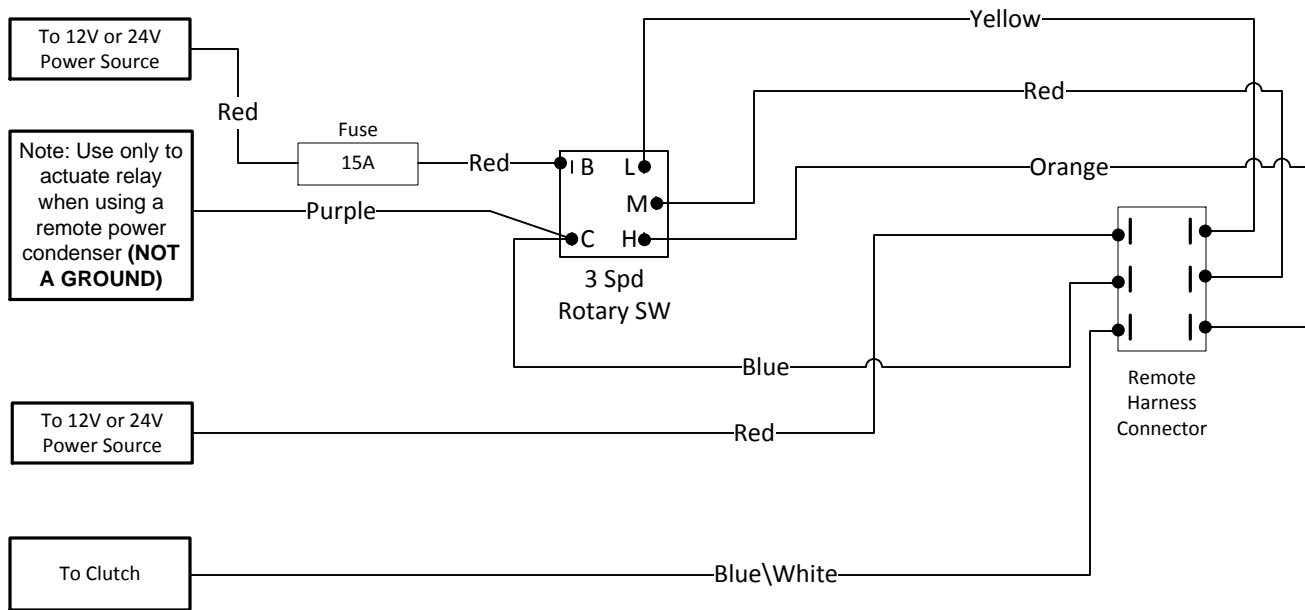 To 12V or 24V
Power Source
Red
Note: Use only to
actuate relay
when using a
remote power
condenser (NOT
A GROUND)
Fuse
15A
Red
Purple
I B
L
M
C
H
3 Spd
Rotary SW
Yellow
Red
Orange
Blue
Remote
Harness
Connector
To 12V or 24V
Power Source
Red
To Clutch
Blue\White